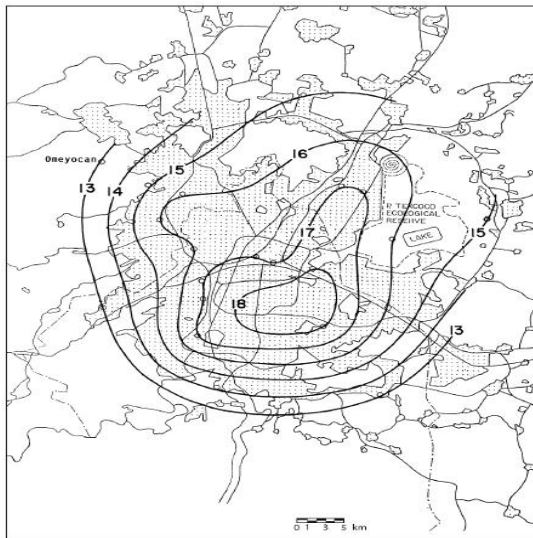 16
Omeyocan
15
13
14
P. TEXCOCO
ECOLOGICAL
RESERVE
17
LAKE
15
18
13
0 1 3 5 km